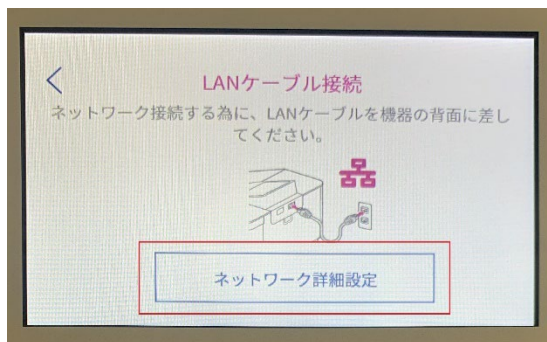 LANケーブル接続
ネットワーク接続する為に、LANケーブルを機器の背面に差し
てください。
ネットワーク詳細設定